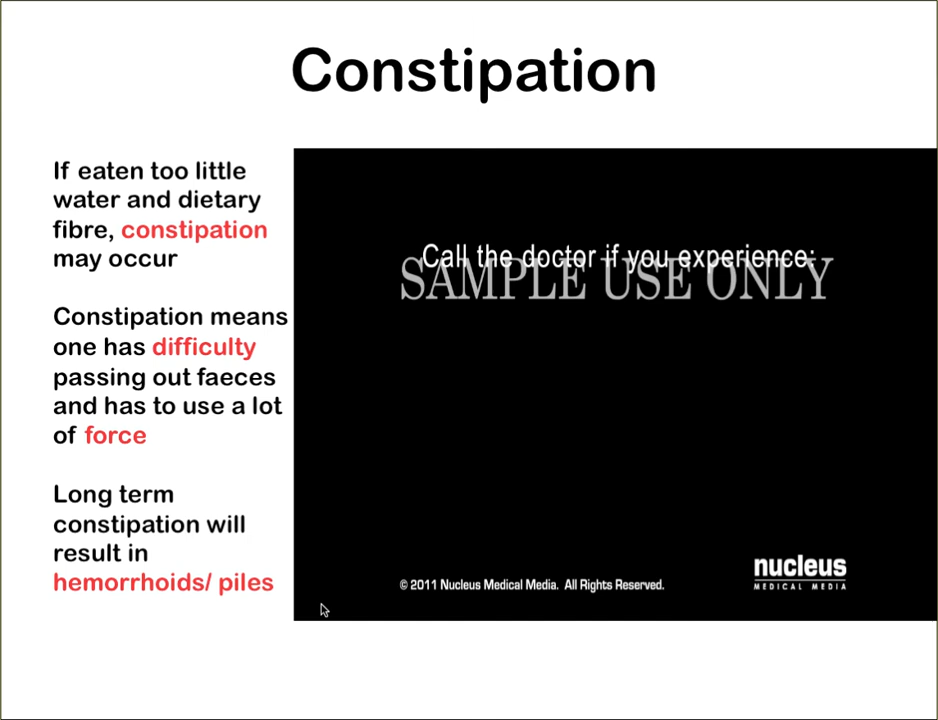 Constipation
If eaten too little
water and dietary
fibre, constipation
may occur
Constipation means
one has difficulty
passing out faeces
and has to use a lot
of force
Long term
constipation will
result in
hemorrhoids/ piles
Call the doctor if you experience:
SAMPLE USE ONLY
© 2011 Nucleus Medical Media. All Rights Reserved.
nucleus
MEDICAL MEDIA